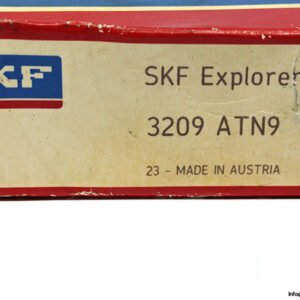 SKF
SKF Explorer
3209 ATN9
23 - MADE IN AUSTRIA